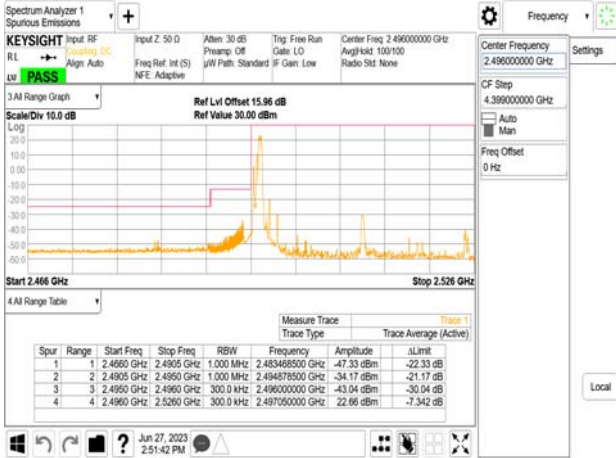 Spectrum Analyzer 1
Spurious Emissions
+
Frequency
KEYSIGHT
RL
LV PASS
Input: RF
Coupling: DC
Align: Auto
Input Z: 50 Ω
Freq Ref: Int (S)
NFE: Adaptive
Atten: 30 dB
Preamp: Off
µW Path: Standard
Trig: Free Run
Gate: LO
IF Gain: Low
Center Freq: 2.496000000 GHz
Avg|Hold: 100/100
Radio Std: None
Center Frequency
2.496000000 GHz
Settings
CF Step
4.399000000 GHz
Auto
Man
Freq Offset
0 Hz
Local
3 All Range Graph
Scale/Div 10.0 dB
Ref Lvl Offset 15.96 dB
Ref Value 30.00 dBm
Log
20.0
10.0
0.00
-10.0
-20.0
-30.0
-40.0
-50.0
-60.0
Start 2.466 GHz
Stop 2.526 GHz
4 All Range Table
Measure Trace Trace 1
Trace Type Trace Average (Active)
Spur Range Start Freq Stop Freq RBW Frequency Amplitude ΔLimit
1 1 2.4660 GHz 2.4905 GHz 1.000 MHz 2.483468500 GHz -47.33 dBm -22.33 dB
2 2 2.4905 GHz 2.4950 GHz 1.000 MHz 2.494878500 GHz -34.17 dBm -21.17 dB
3 3 2.4950 GHz 2.4960 GHz 300.0 kHz 2.496000000 GHz -43.04 dBm -30.04 dB
4 4 2.4960 GHz 2.5260 GHz 300.0 kHz 2.497050000 GHz 22.66 dBm -7.342 dB
?
Jun 27, 2023
2:51:42 PM